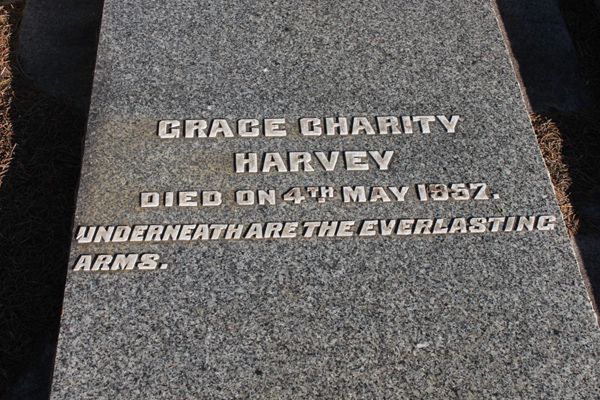 GRACE CHARITY
HARVEY
DIED ON 4TH MAY 1957.
UNDERNEATH ARE THE EVERLASTING
ARMS.